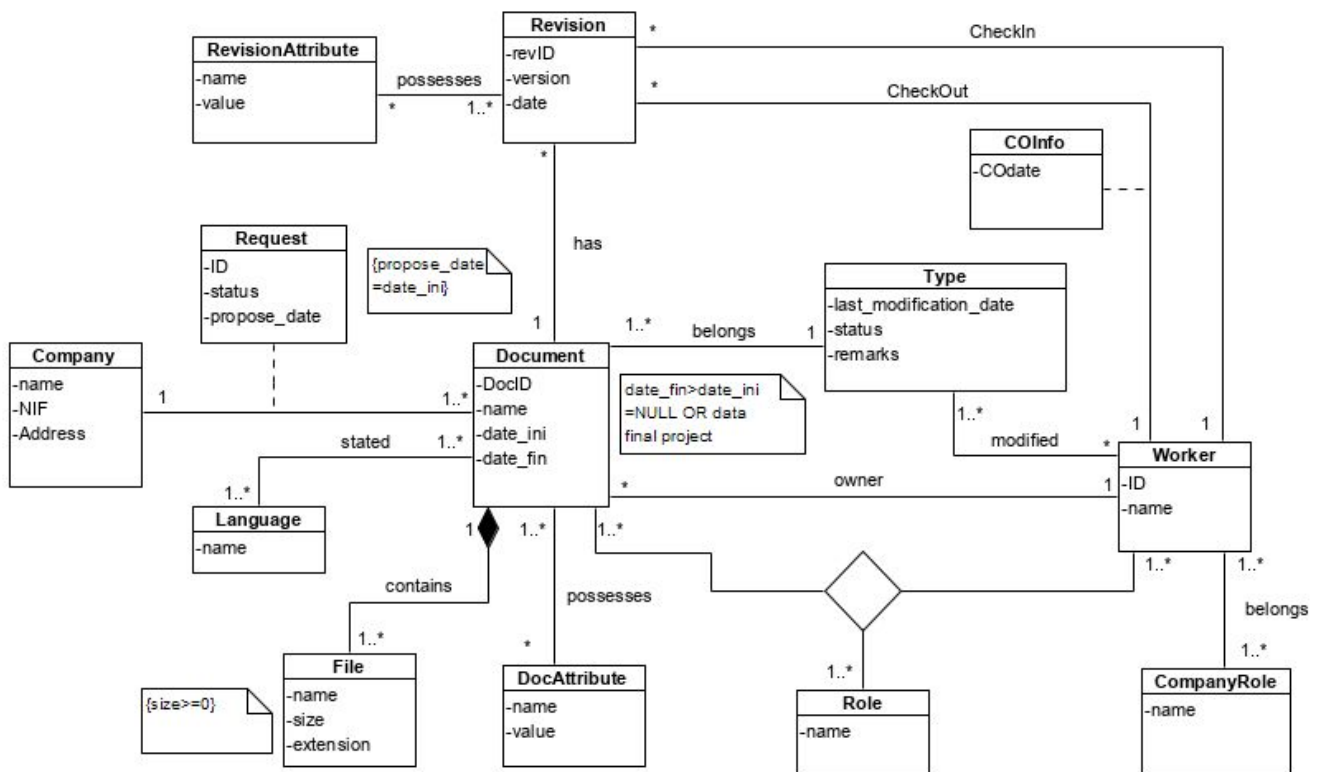 Revision
-revID
-version
-date
RevisionAttribute
-name
-value
possesses
*
1..*
*
CheckIn
*
CheckOut
COInfo
-COdate
*
has
1
Request
-ID
-status
-propose_date
{propose_date
=date_ini}
Type
-last_modification_date
-status
-remarks
1..*
belongs
1
Company
-name
-NIF
-Address
1
1..*
Document
-DocID
-name
-date_ini
-date_fin
date_fin>date_ini
=NULL OR data
final project
1..*
modified
*
1
1
Worker
-ID
-name
stated
1..*
1..*
Language
-name
*
owner
1
1
1..*
1..*
1..*
1..*
contains
1..*
possesses
*
belongs
1..*
1..*
File
-name
-size
-extension
{size>=0}
DocAttribute
-name
-value
Role
-name
CompanyRole
-name